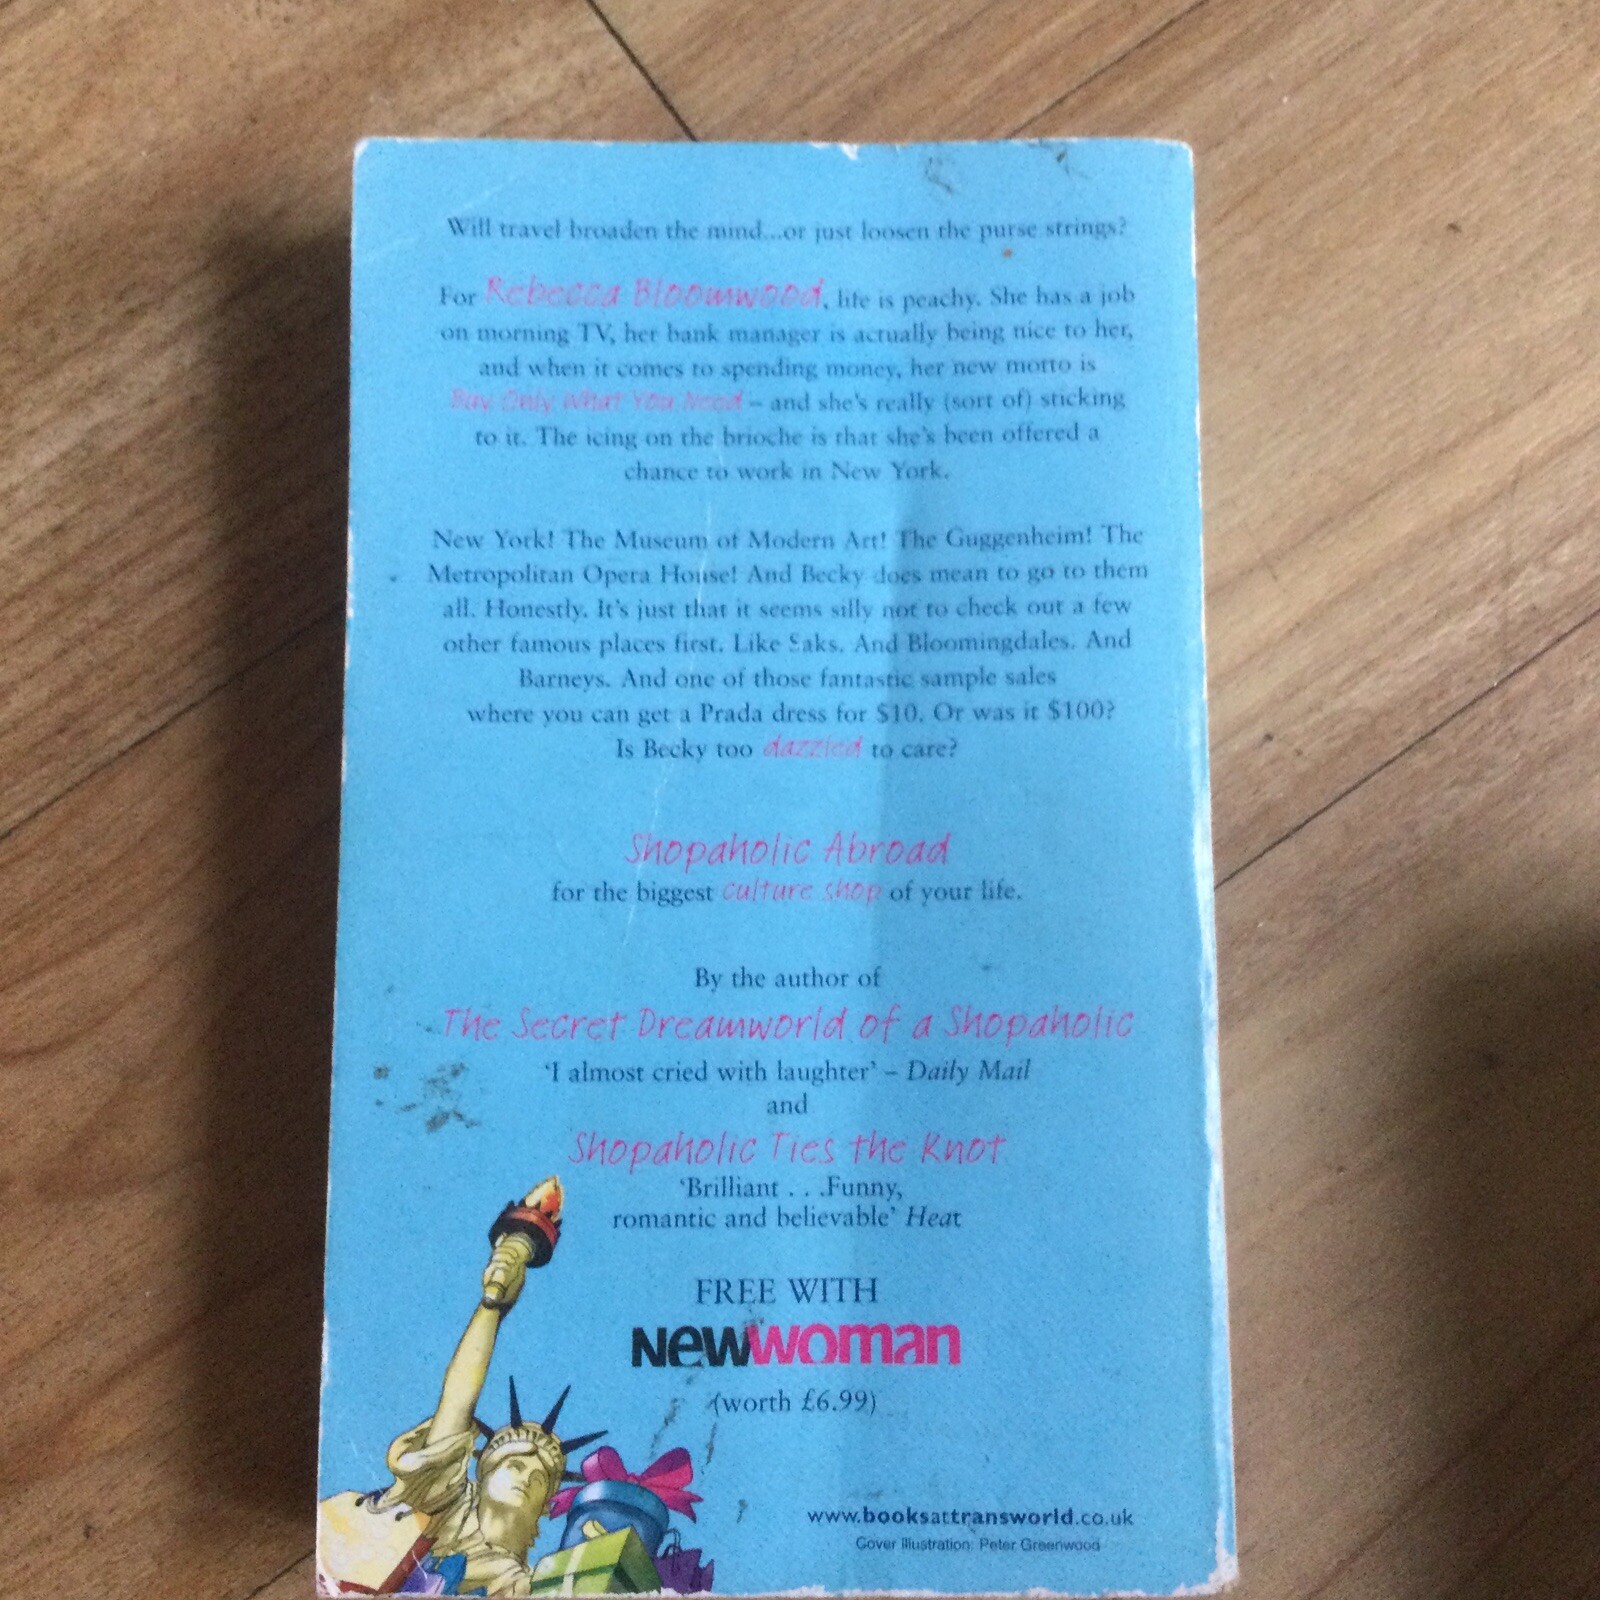 Will travel broaden the mind...or just loosen the purse strings?
For Rebecca Bloomwood, life is peachy. She has a job
on morning TV, her bank manager is actually being nice to her,
and when it comes to spending money, her new motto is
Buy Only What You Need – and she's really (sort of) sticking
to it. The icing on the brioche is that she's been offered a
chance to work in New York.
New York! The Museum of Modern Art! The Guggenheim! The
Metropolitan Opera House! And Becky does mean to go to them
all. Honestly. It's just that it seems silly not to check out a few
other famous places first. Like Saks. And Bloomingdales. And
Barneys. And one of those fantastic sample sales
where you can get a Prada dress for $10. Or was it $100?
Is Becky too dazzled to care?
Shopaholic Abroad
for the biggest culture shop of your life.
By the author of
The Secret Dreamworld of a Shopaholic
'I almost cried with laughter' – Daily Mail
and
Shopaholic Ties the Knot
'Brilliant . . .Funny,
romantic and believable' Heat
FREE WITH
newwoman
(worth £6.99)
www.booksattransworld.co.uk
Cover Illustration: Peter Greenwood